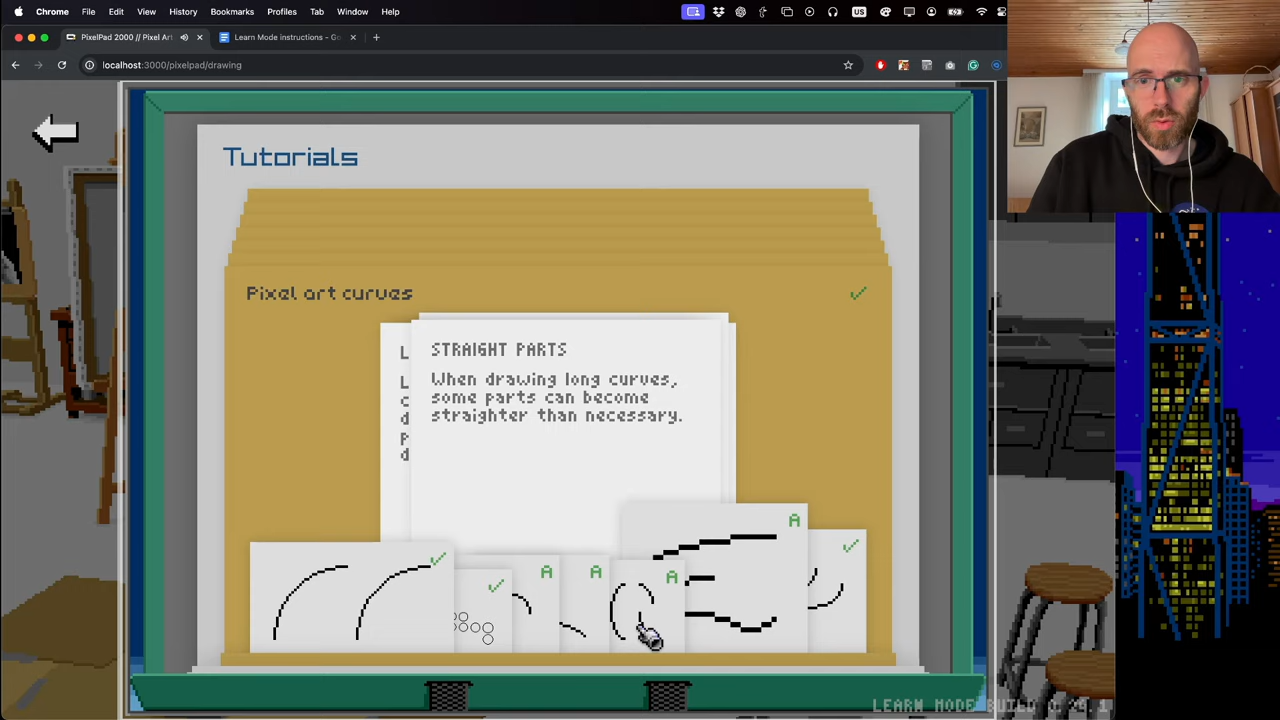 Chrome File Edit View History Bookmarks Profiles Tab Window Help US
PixelPad 2000 // Pixel Ar Learn Mode instructions - Go
localhost:3000/pixelpad/drawing
Tutorials
Pixel art curves
L
STRAIGHT PARTS
L
When drawing long curves,
c
some parts can become
d
straighter than necessary.
p
d
A
A A A
LEARN MODE BUILD